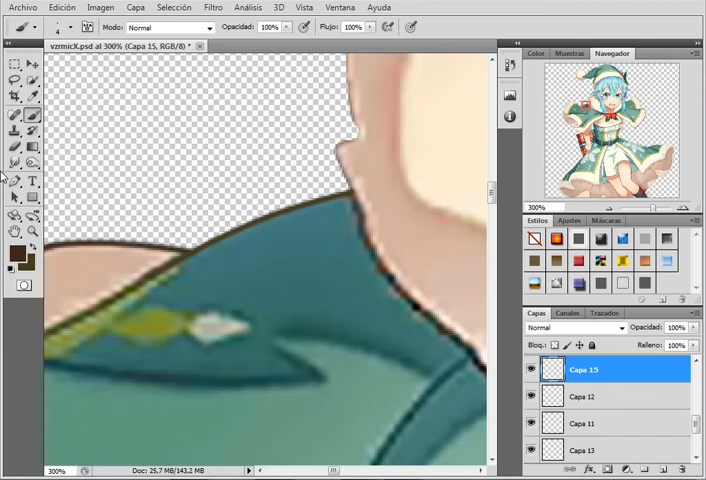 Archivo Edición Imagen Capa Selección Filtro Análisis 3D Vista Ventana Ayuda
4 Modo: Normal Opacidad: 100% Flujo: 100%
vzrmicX.psd al 300% (Capa 15, RGB/8) *
Color Muestras Navegador
300%
Estilos Ajustes Máscaras
Capas Canales Trazados
Normal Opacidad: 100%
Bloq.: Relleno: 100%
Capa 15
Capa 12
Capa 11
Capa 13
300% Doc: 25,7 MB/143,2 MB